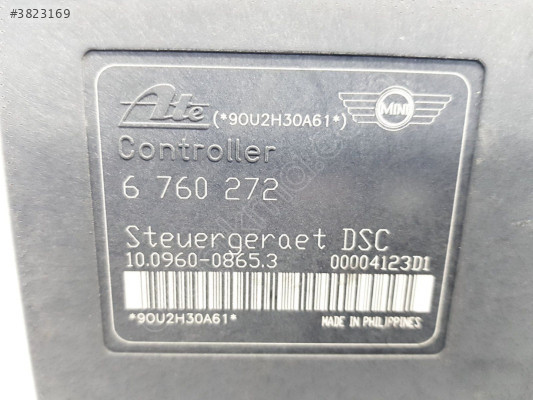 #3823169
Ate (*90U2H30A61*) MINI
Controller
6 760 272
Steuergeraet DSC
10.0960-0865.3 00004123D1
*90U2H30A61* MADE IN PHILIPPINES